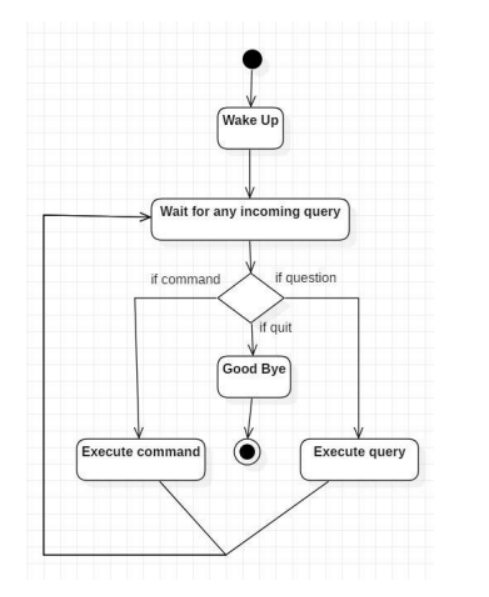 Wake Up
Wait for any incoming query
if command
if question
if quit
Good Bye
Execute command
Execute query